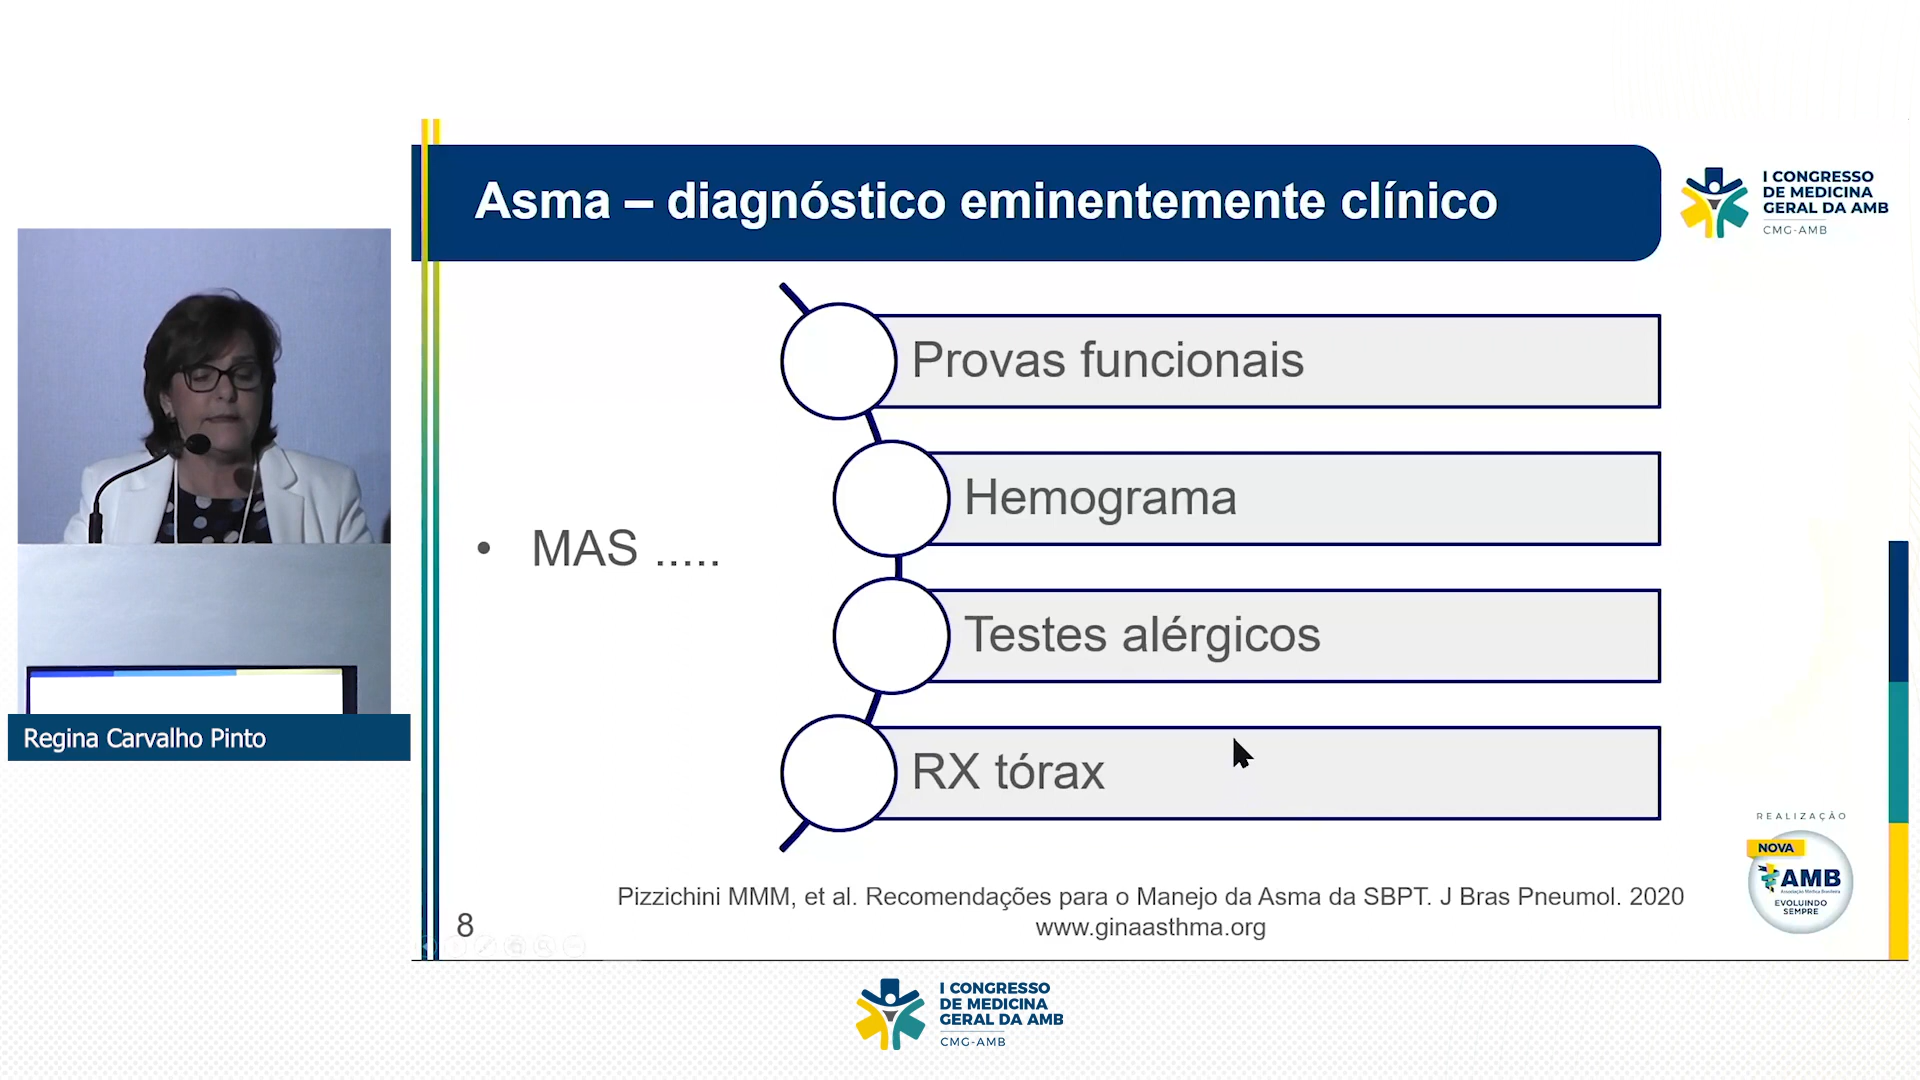 Asma – diagnóstico eminentemente clínico
I CONGRESSO
DE MEDICINA
GERAL DA AMB
CMG-AMB
Provas funcionais
Hemograma
• MAS .....
Testes alérgicos
RX tórax
Regina Carvalho Pinto
REALIZAÇÃO
NOVA
AMB
Associação Médica Brasileira
EVOLUINDO
SEMPRE
Pizzichini MMM, et al. Recomendações para o Manejo da Asma da SBPT. J Bras Pneumol. 2020
www.ginaasthma.org
8
I CONGRESSO
DE MEDICINA
GERAL DA AMB
CMG-AMB